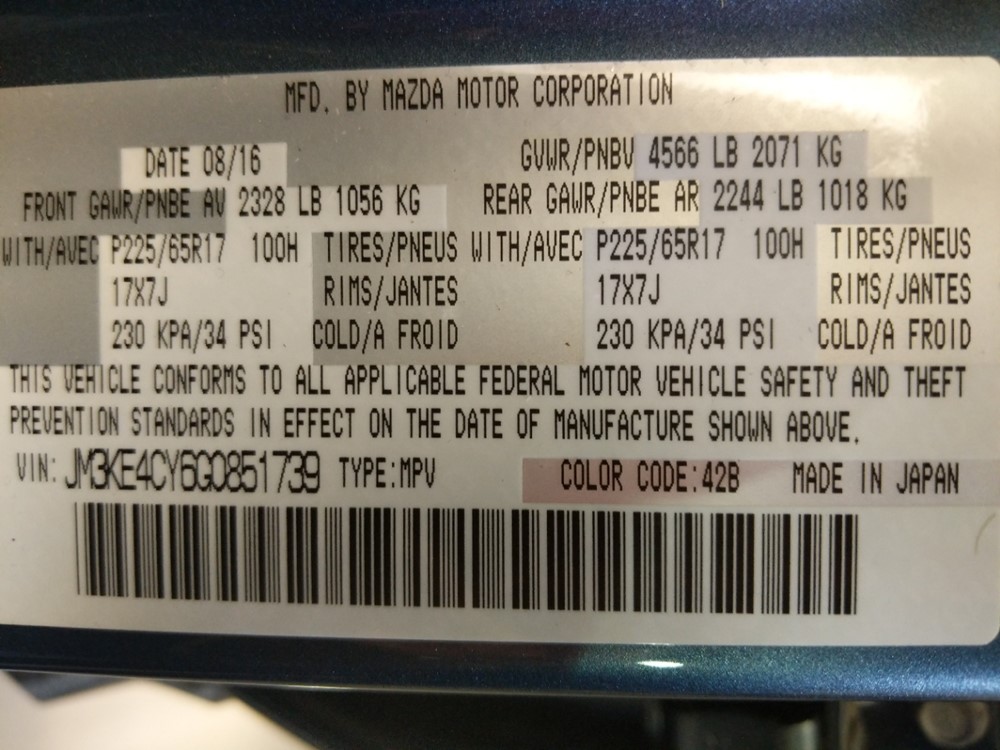 MFD. BY MAZDA MOTOR CORPORATION
DATE 08/16 GVWR/PNBV 4566 LB 2071 KG
FRONT GAWR/PNBE AV 2328 LB 1056 KG REAR GAWR/PNBE AR 2244 LB 1018 KG
WITH/AVEC P225/65R17 100H TIRES/PNEUS WITH/AVEC P225/65R17 100H TIRES/PNEUS
17X7J RIMS/JANTES 17X7J RIMS/JANTES
230 KPA/34 PSI COLD/A FROID 230 KPA/34 PSI COLD/A FROID
THIS VEHICLE CONFORMS TO ALL APPLICABLE FEDERAL MOTOR VEHICLE SAFETY AND THEFT
PREVENTION STANDARDS IN EFFECT ON THE DATE OF MANUFACTURE SHOWN ABOVE.
VIN: JM3KE4CY6G0851739 TYPE:MPV COLOR CODE:42B MADE IN JAPAN